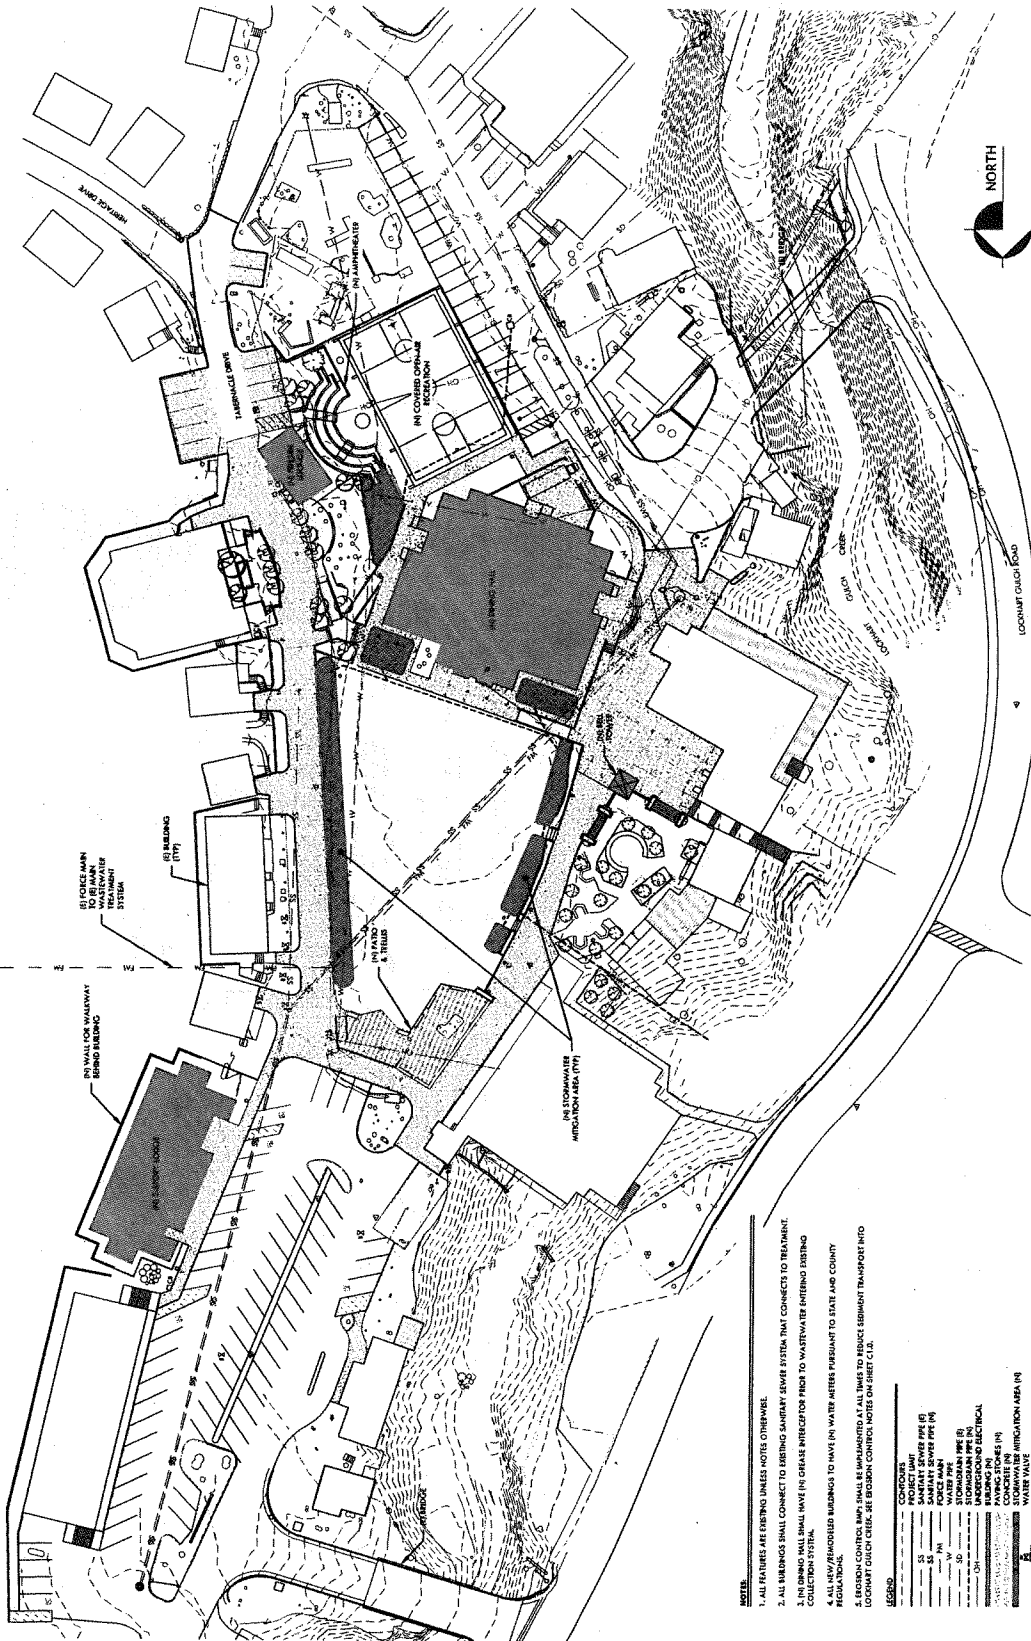 HERITAGE DRIVE
TABERNACLE DRIVE
(N) AMPHITHEATER
(N) COVERED OPEN-AIR
RECREATION
(N) DINING HALL
(E) BUILDING
(TYP)
(E) FORCE MAIN
TO (E) MAIN
WASTEWATER
TREATMENT
SYSTEM
(N) PATIO
& TRELLIS
(N) BELL
TOWER
(N) WALL FOR WALKWAY
BEHIND BUILDING
(N) STORMWATER
MITIGATION AREA (TYP)
LOCKHART
GULCH
CREEK
LOCKHART GULCH ROAD
NORTH
NOTES:
1. ALL FEATURES ARE EXISTING UNLESS NOTES OTHERWISE.
2. ALL BUILDINGS SHALL CONNECT TO EXISTING SANITARY SEWER SYSTEM THAT CONNECTS TO TREATMENT.
3. (N) DINING HALL SHALL HAVE (N) GREASE INTERCEPTOR PRIOR TO WASTEWATER ENTERING EXISTING
COLLECTION SYSTEM.
4. ALL NEW/REMODELED BUILDINGS TO HAVE (N) WATER METERS PURSUANT TO STATE AND COUNTY
REGULATIONS.
5. EROSION CONTROL BMPs SHALL BE IMPLEMENTED AT ALL TIMES TO REDUCE SEDIMENT TRANSPORT INTO
LOCKHART GULCH CREEK. SEE EROSION CONTROL NOTES ON SHEET C1.0.
LEGEND
CONTOURS
PROJECT LIMIT
SS SANITARY SEWER PIPE (E)
SS SANITARY SEWER PIPE (N)
FM FORCE MAIN
W WATER PIPE
SD STORMDRAIN PIPE (E)
STORMDRAIN PIPE (N)
OH UNDERGROUND ELECTRICAL
BUILDING (N)
PAVING STONES (N)
CONCRETE (N)
STORMWATER MITIGATION AREA (N)
WATER VALVE